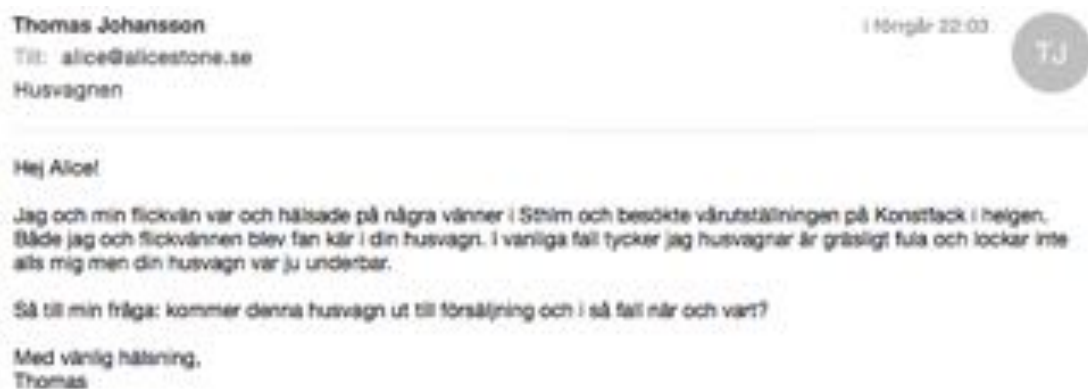 Thomas Johansson
i förrgår 22:03
TJ
Till: alice@alicestone.se
Husvagnen
Hej Alice!
Jag och min flickvän var och hälsade på några vänner i Sthlm och besökte vårutställningen på Konstfack i helgen.
Både jag och flickvännen blev fan kär i din husvagn. I vanliga fall tycker jag husvagnar är gräsligt fula och lockar inte
alls mig men din husvagn var ju underbar.
Så till min fråga: kommer denna husvagn ut till försäljning och i så fall när och vart?
Med vänlig hälsning,
Thomas